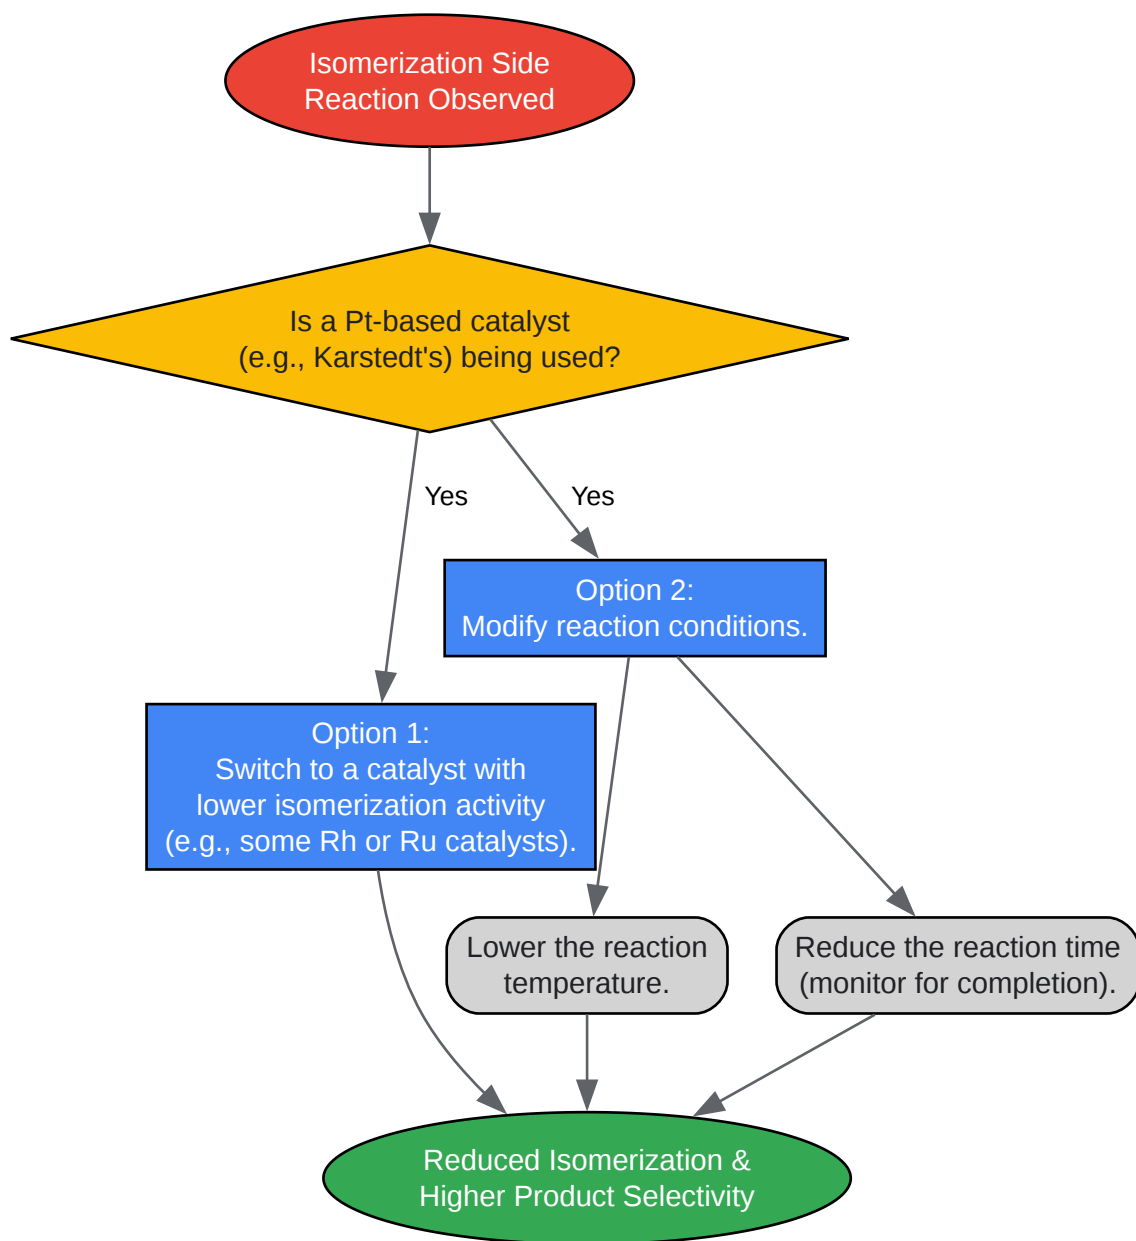 Isomerization Side
Reaction Observed
Is a Pt-based catalyst
(e.g., Karstedt's) being used?
Yes
Yes
Option 2:
Modify reaction conditions.
Option 1:
Switch to a catalyst with
lower isomerization activity
(e.g., some Rh or Ru catalysts).
Lower the reaction
temperature.
Reduce the reaction time
(monitor for completion).
Reduced Isomerization &
Higher Product Selectivity